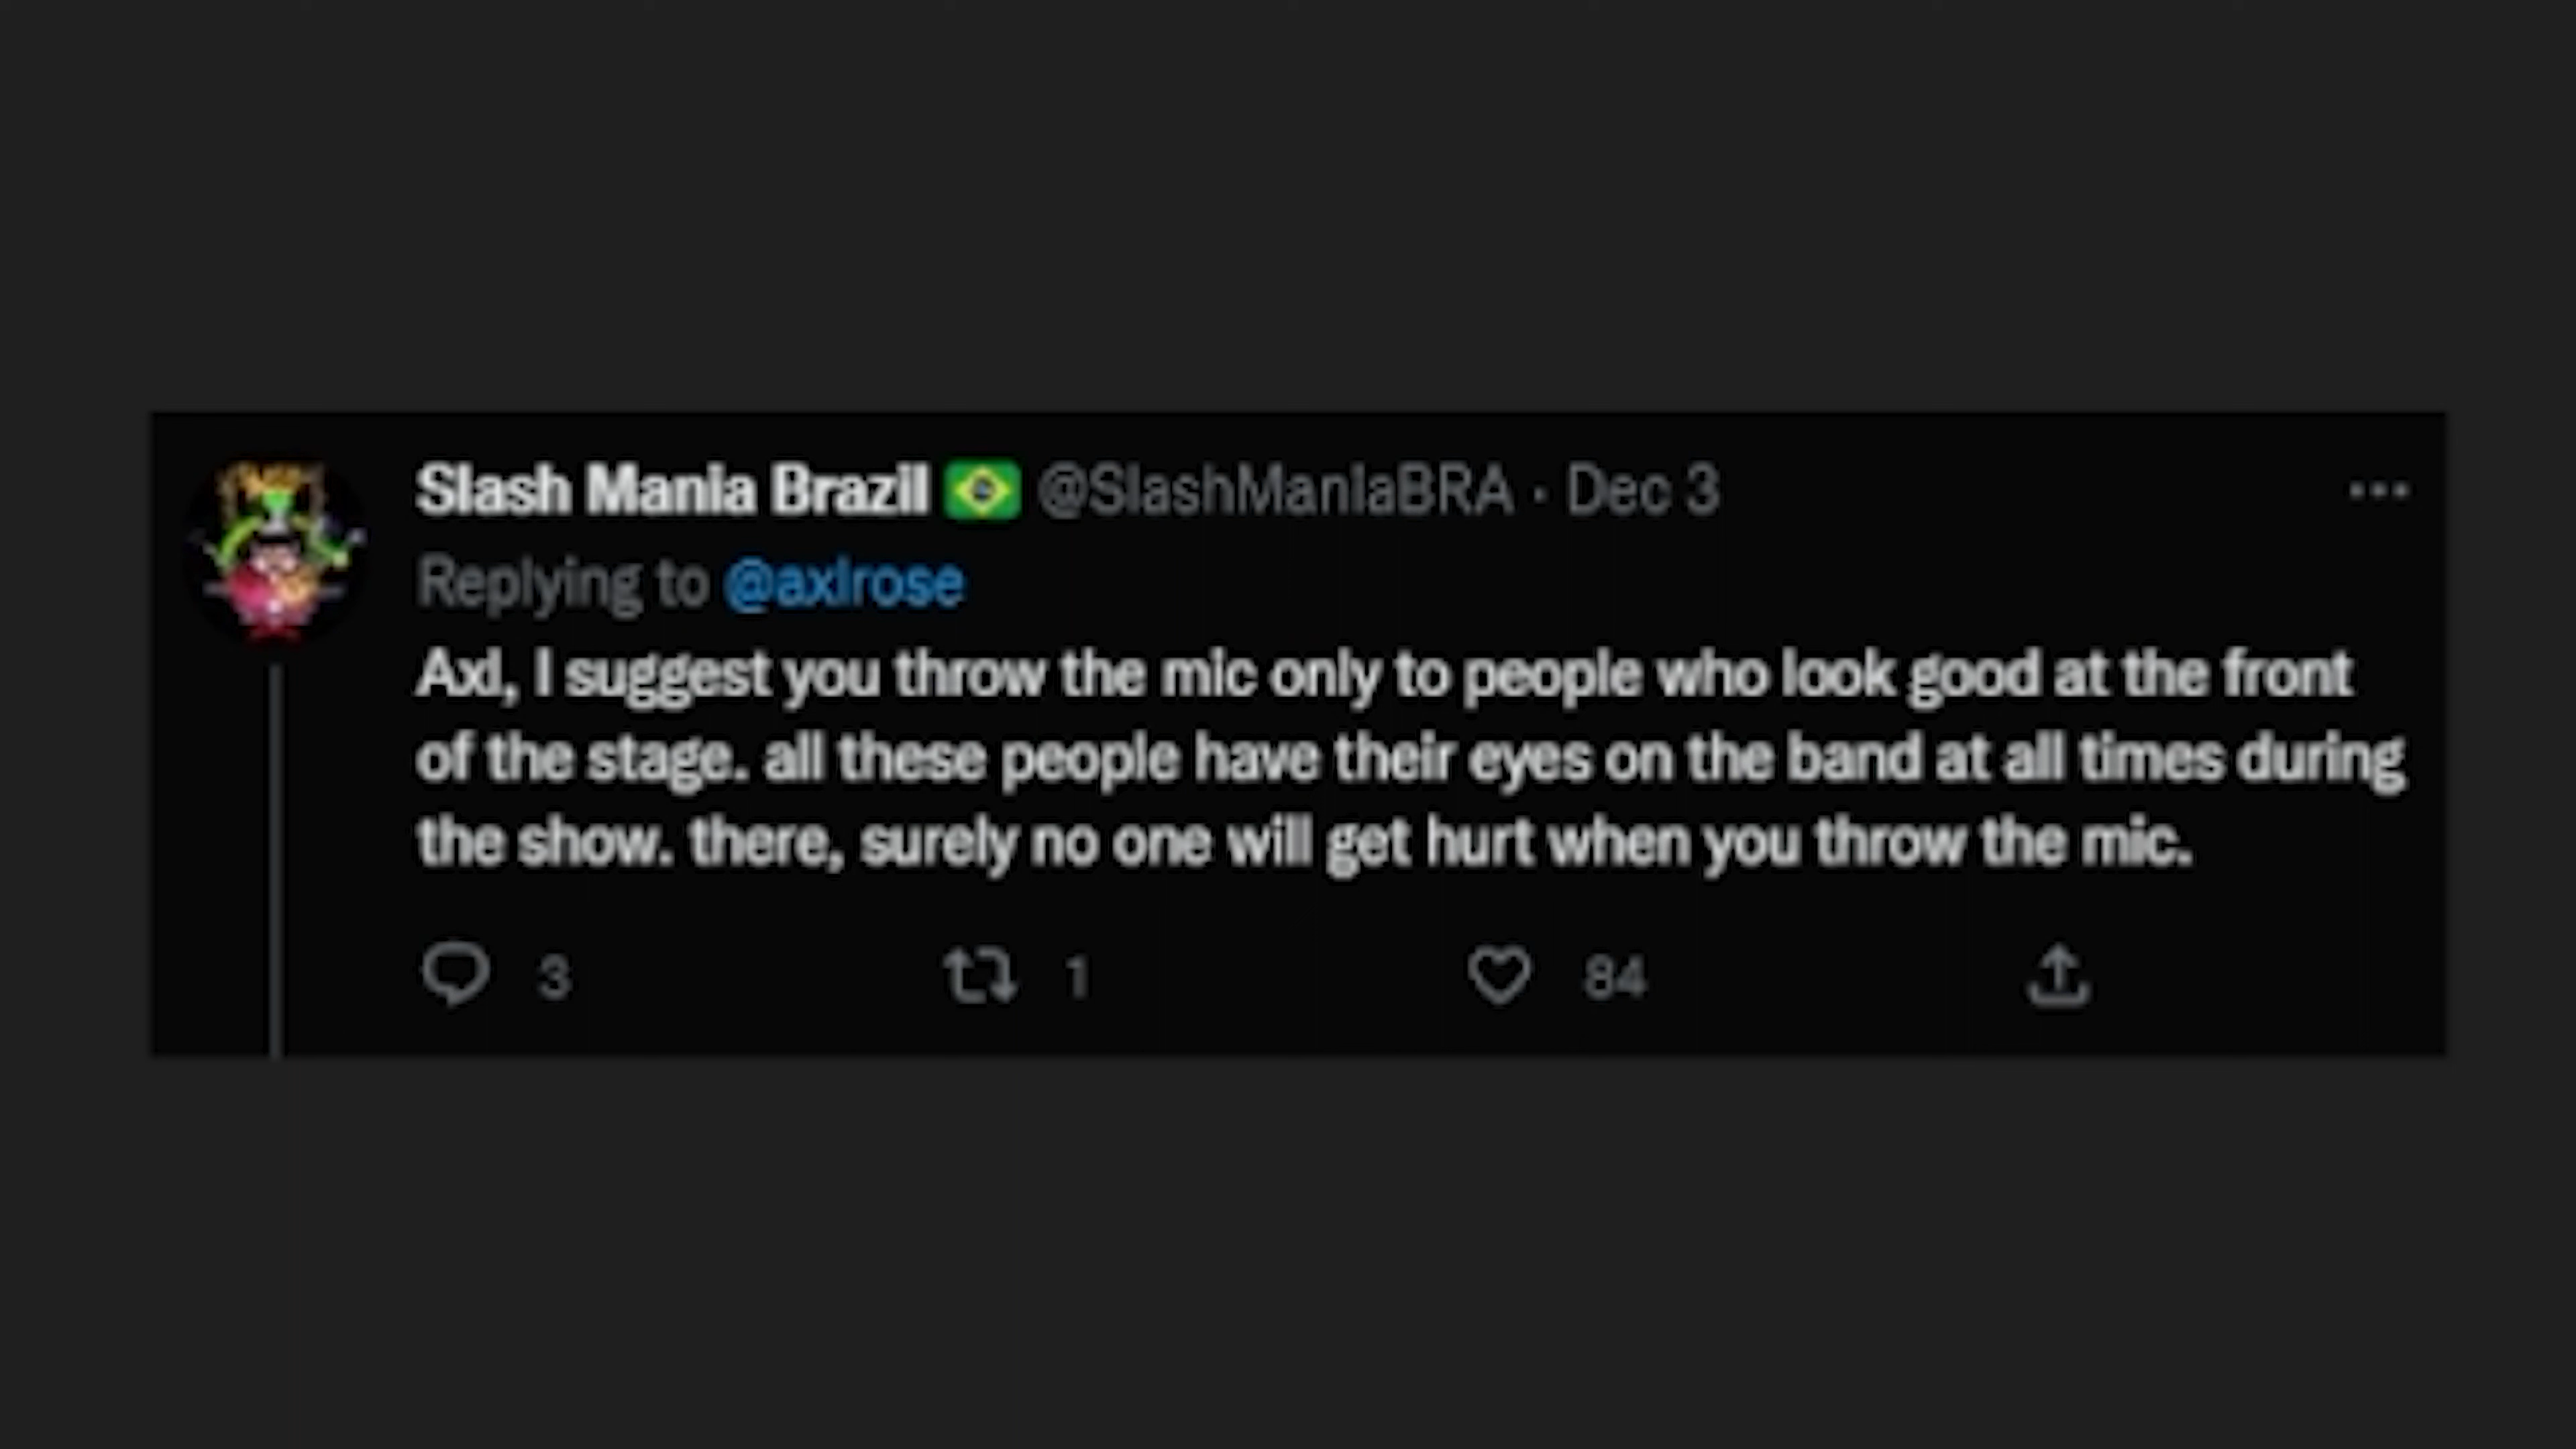 Slash Mania Brazil @SlashManiaBRA · Dec 3
Replying to @axlrose
Axl, I suggest you throw the mic only to people who look good at the front
of the stage. all these people have their eyes on the band at all times during
the show. there, surely no one will get hurt when you throw the mic.
3 1 84